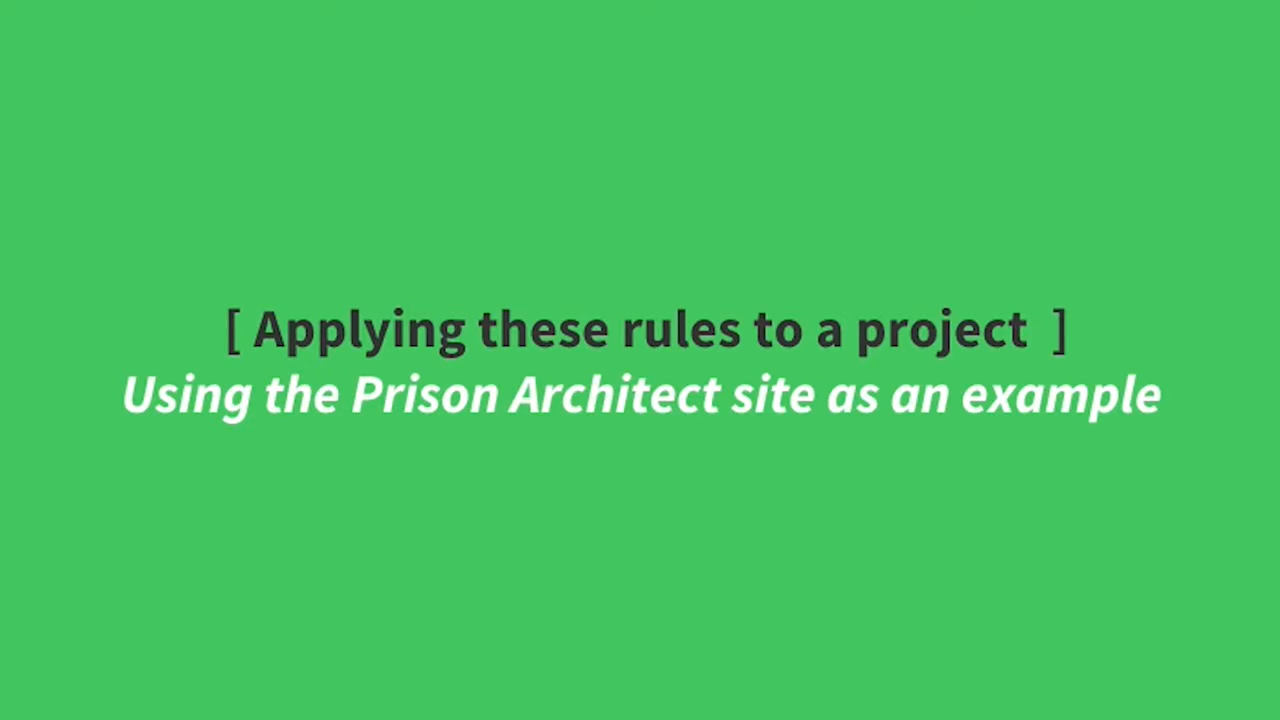 [ Applying these rules to a project  ]
Using the Prison Architect site as an example